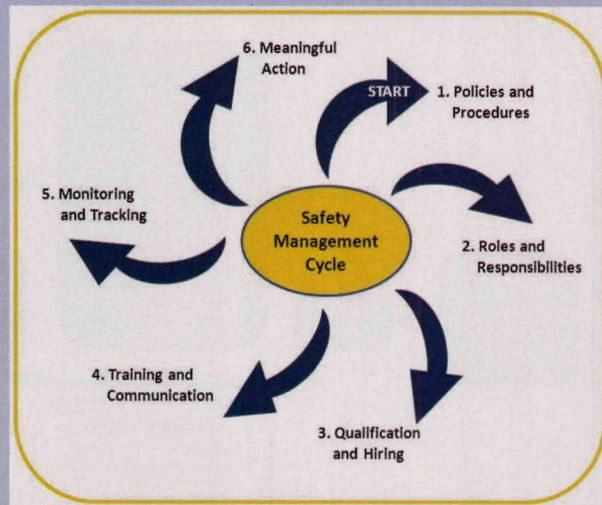 START
1. Policies and
Procedures
2. Roles and
Responsibilities
3. Qualification
and Hiring
4. Training and
Communication
5. Monitoring
and Tracking
6. Meaningful
Action
Safety
Management
Cycle